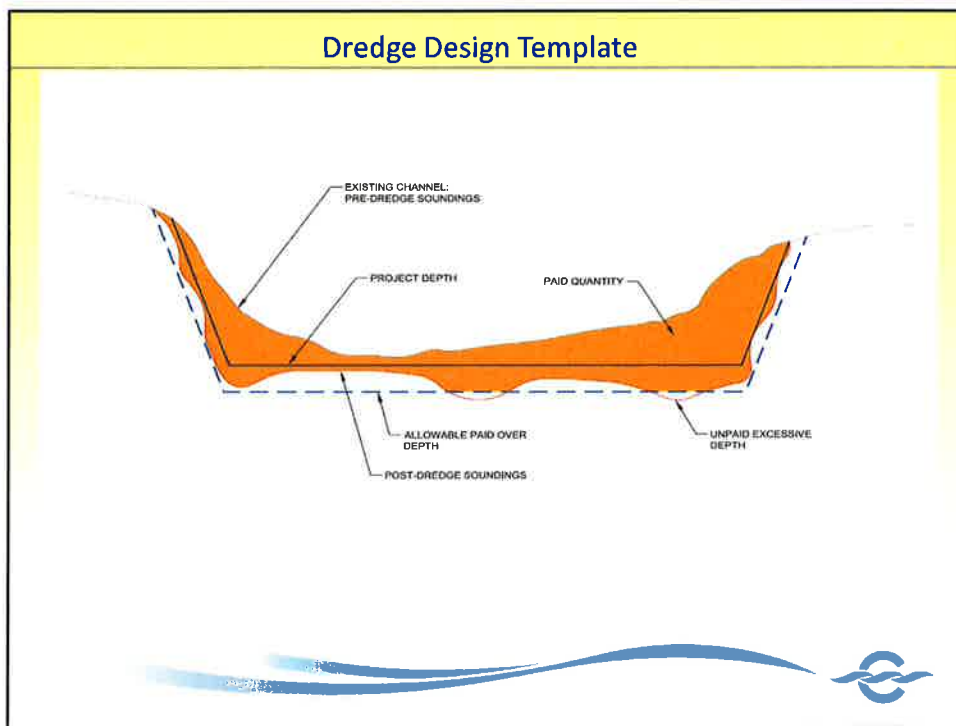 Dredge Design Template
EXISTING CHANNEL:
PRE-DREDGE SOUNDINGS
PROJECT DEPTH
PAID QUANTITY
ALLOWABLE PAID OVER
DEPTH
UNPAID EXCESSIVE
DEPTH
POST-DREDGE SOUNDINGS